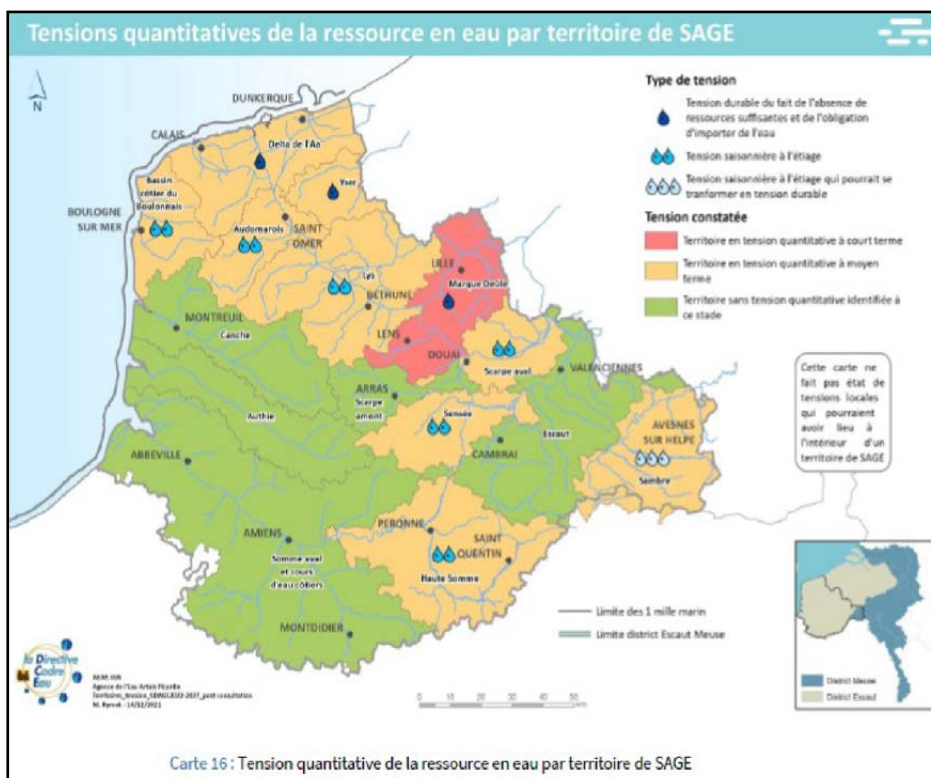 Tensions quantitatives de la ressource en eau par territoire de SAGE
N
DUNKERQUE
CALAIS
Delta de l'Aa
Bassin
côtier du
Boulonnais
Yser
BOULOGNE
SUR MER
Audomarois
SAINT
OMER
Lys
LILLE
Marque Deûle
BÉTHUNE
LENS
MONTREUIL
Canche
DOUAI
Scarpe aval
VALENCIENNES
ARRAS
Scarpe
amont
Authie
Sensée
Escaut
AVESNES
SUR HELPE
ABBEVILLE
CAMBRAI
Sambre
PERONNE
AMIENS
SAINT
QUENTIN
Somme aval
et cours
d'eau côtiers
Haute Somme
MONTDIDIER
Type de tension
Tension durable du fait de l'absence de
ressources suffisantes et de l'obligation
d'importer de l'eau
Tension saisonnière à l'étiage
Tension saisonnière à l'étiage qui pourrait se
tranformer en tension durable
Tension constatée
Territoire en tension quantitative à court terme
Territoire en tension quantitative à moyen
terme
Territoire sans tension quantitative identifiée à
ce stade
Cette carte ne
fait pas état de
tensions locales
qui pourraient
avoir lieu à
l'intérieur d'un
territoire de SAGE
Limite des 1 mille marin
Limite district Escaut Meuse
District Meuse
District Escaut
la Directive
Cadre
Eau
Agence de l'Eau Artois Picardie
0 10 20 30 40 50
Carte 16 : Tension quantitative de la ressource en eau par territoire de SAGE